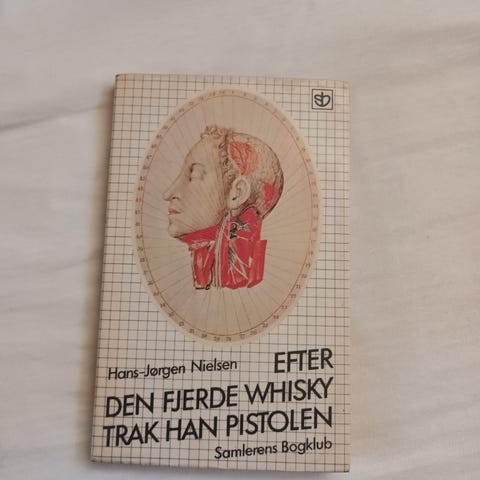 Hans-Jørgen Nielsen EFTER
DEN FJERDE WHISKY
TRAK HAN PISTOLEN
Samlerens Bogklub